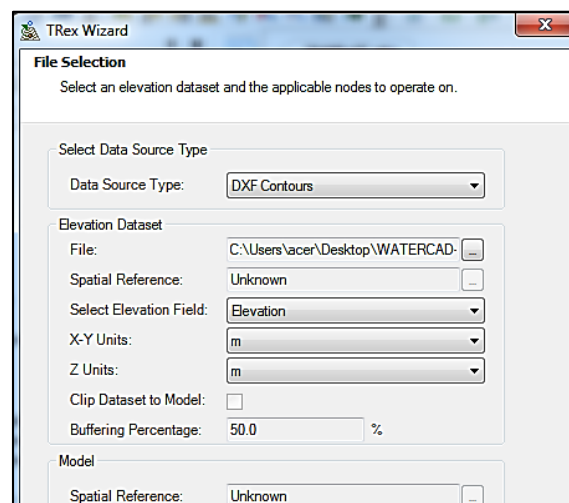 TRex Wizard
File Selection
Select an elevation dataset and the applicable nodes to operate on.
Select Data Source Type
Data Source Type: DXF Contours
Elevation Dataset
File: C:\Users\acer\Desktop\WATERCAD- ...
Spatial Reference: Unknown ...
Select Elevation Field: Elevation
X-Y Units: m
Z Units: m
Clip Dataset to Model:
Buffering Percentage: 50.0 %
Model
Spatial Reference: Unknown ...